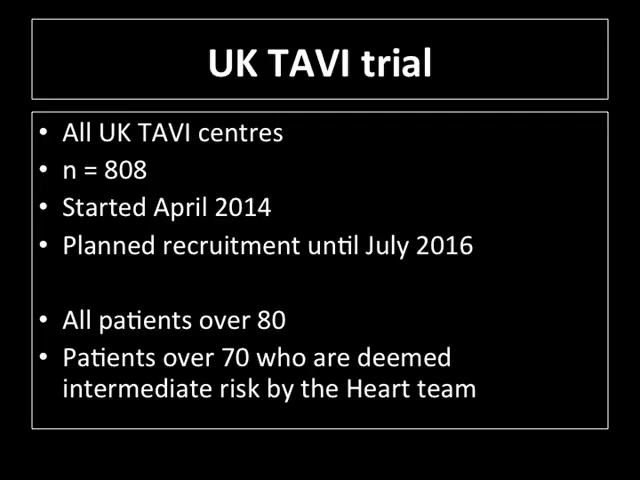 UK TAVI trial
• All UK TAVI centres
• n = 808
• Started April 2014
• Planned recruitment until July 2016
• All patients over 80
• Patients over 70 who are deemed
intermediate risk by the Heart team